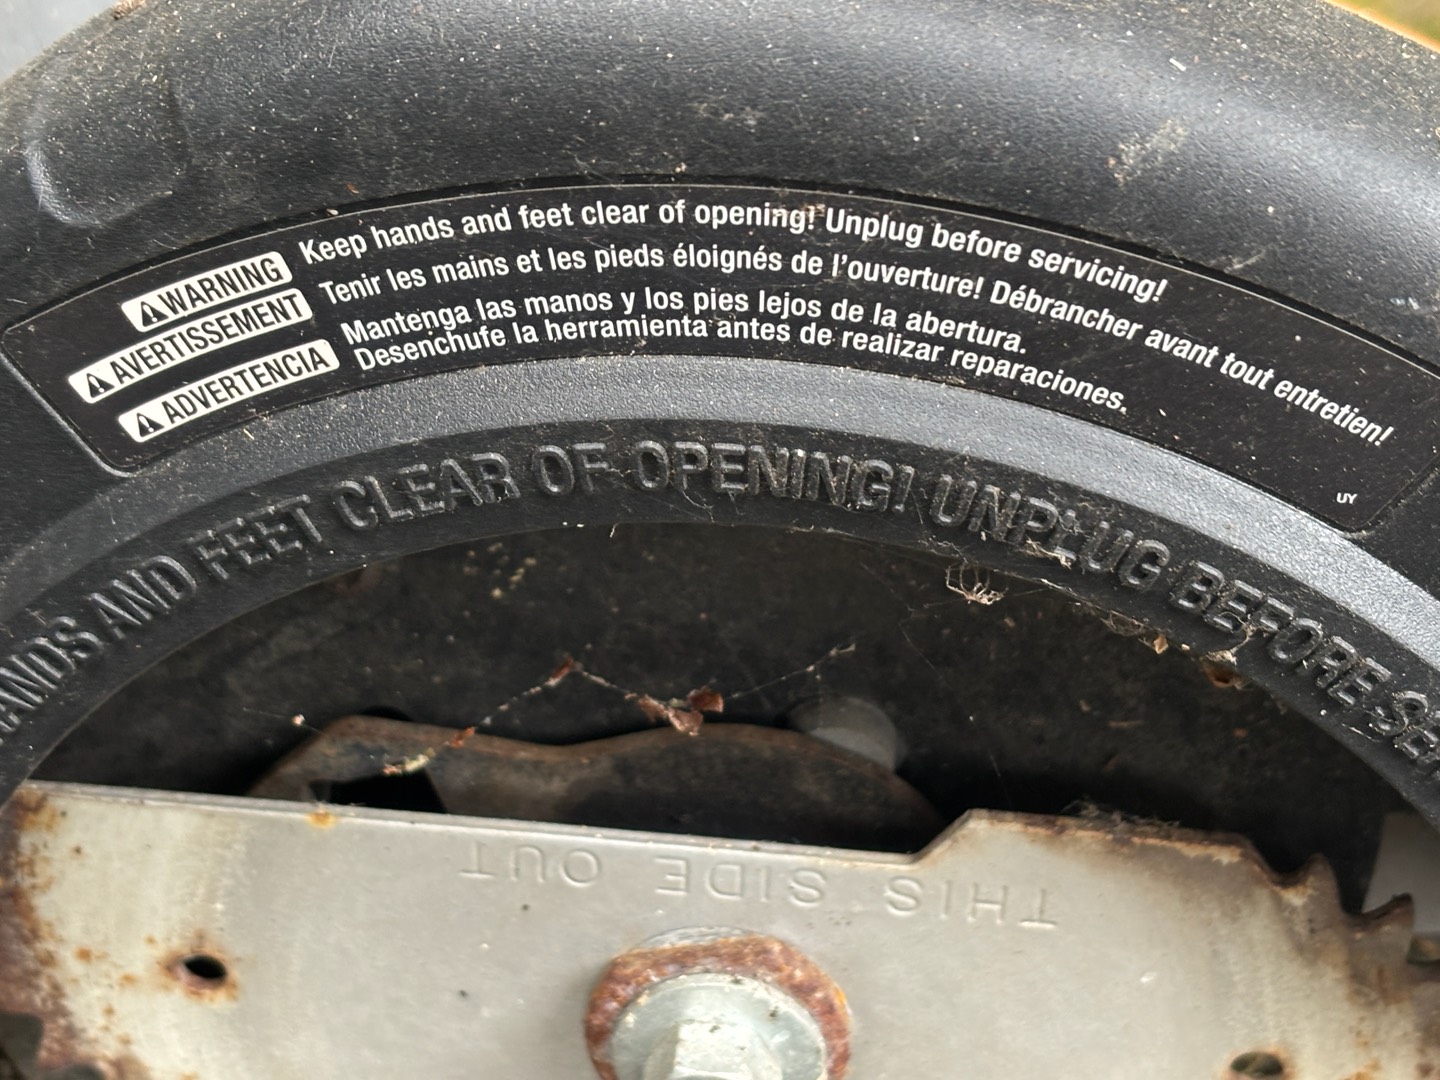 WARNING Keep hands and feet clear of opening! Unplug before servicing!
AVERTISSEMENT Tenir les mains et les pieds éloignés de l'ouverture! Débrancher avant tout entretien!
ADVERTENCIA Mantenga las manos y los pies lejos de la abertura.
Desenchufe la herramienta antes de realizar reparaciones.
UY
ANDS AND FEET CLEAR OF OPENING! UNPLUG BEFORE SE
THIS SIDE OUT